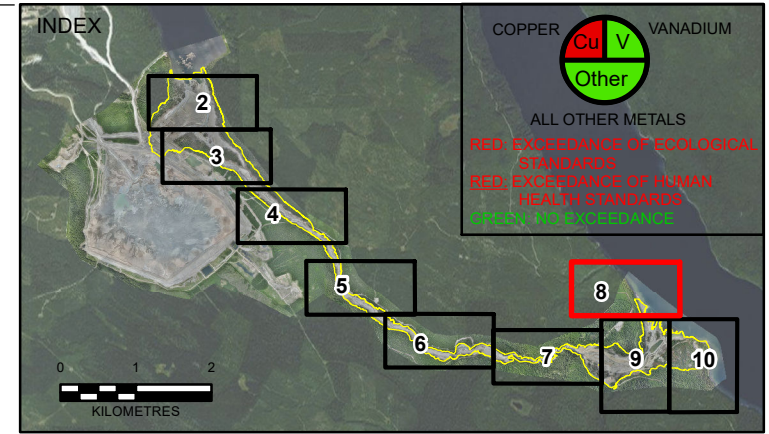 INDEX
COPPER
VANADIUM
Cu
V
Other
ALL OTHER METALS
RED: EXCEEDANCE OF ECOLOGICAL
STANDARDS
RED: EXCEEDANCE OF HUMAN
HEALTH STANDARDS
GREEN: NO EXCEEDANCE
2
3
4
5
6
7
8
9
10
0 1 2
KILOMETRES